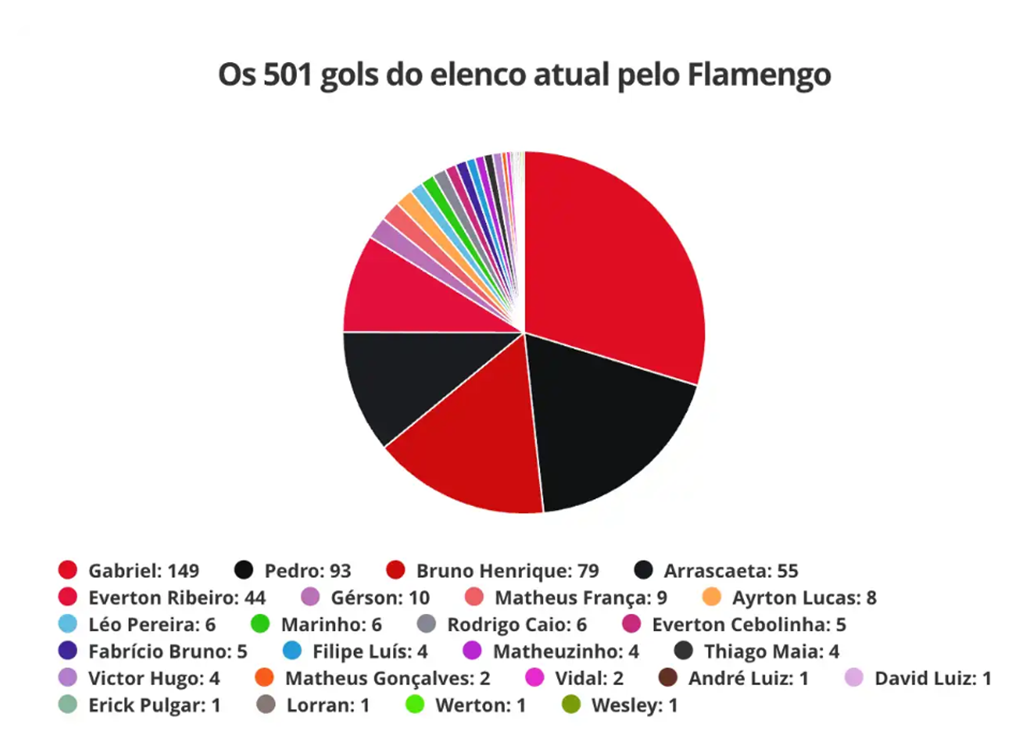 Os 501 gols do elenco atual pelo Flamengo
Gabriel: 149 Pedro: 93 Bruno Henrique: 79 Arrascaeta: 55
Everton Ribeiro: 44 Gérson: 10 Matheus França: 9 Ayrton Lucas: 8
Léo Pereira: 6 Marinho: 6 Rodrigo Caio: 6 Everton Cebolinha: 5
Fabrício Bruno: 5 Filipe Luís: 4 Matheuzinho: 4 Thiago Maia: 4
Victor Hugo: 4 Matheus Gonçalves: 2 Vidal: 2 André Luiz: 1 David Luiz: 1
Erick Pulgar: 1 Lorran: 1 Werton: 1 Wesley: 1